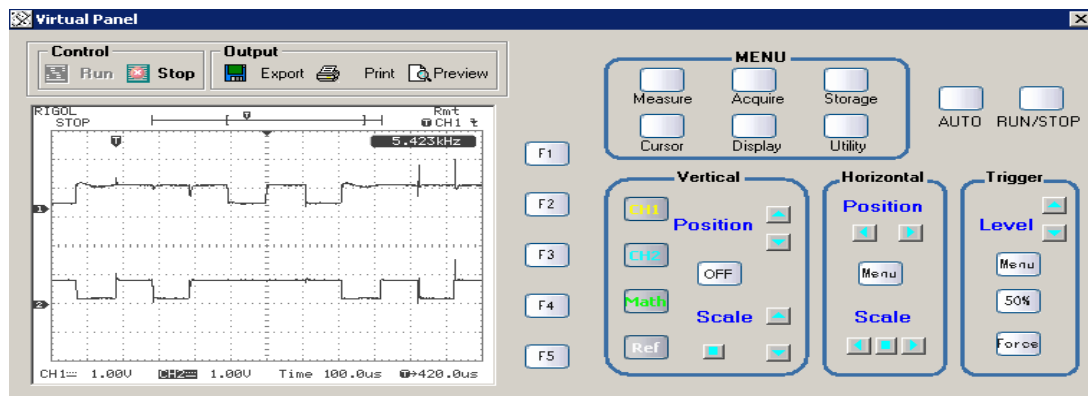 Virtual Panel
Control
Run Stop
Output
Export Print Preview
RIGOL
STOP
Rmt
CH1
5.423kHz
1
2
CH1 1.00V CH2 1.00V Time 100.0us →420.0us
F1
F2
F3
F4
F5
MENU
Measure Acquire Storage
Cursor Display Utility
AUTO RUN/STOP
Vertical
CH1
Position
CH2
OFF
Math
Scale
Ref
Horizontal
Position
Menu
Scale
Trigger
Level
Menu
50%
Force